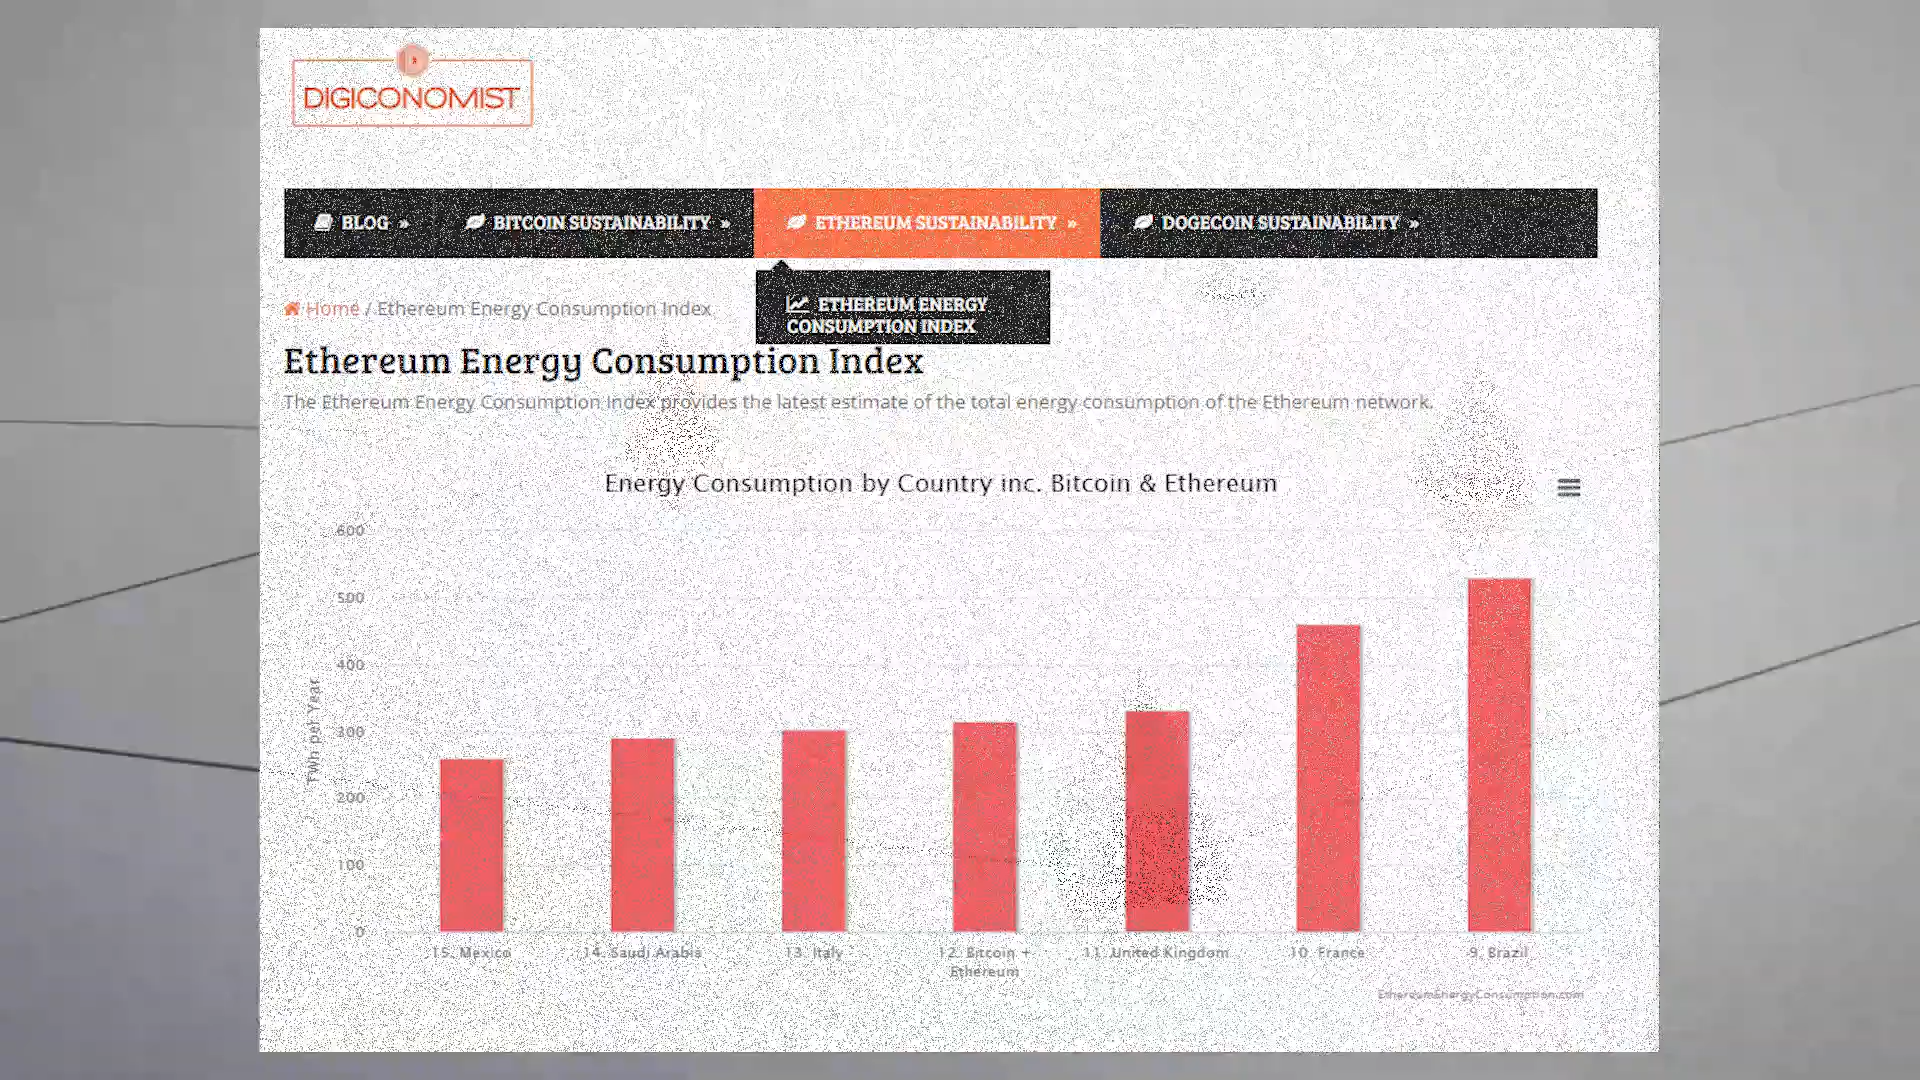 DIGICONOMIST
BLOG »
BITCOIN SUSTAINABILITY »
ETHEREUM SUSTAINABILITY »
DOGECOIN SUSTAINABILITY »
ETHEREUM ENERGY
CONSUMPTION INDEX
Home / Ethereum Energy Consumption Index
Ethereum Energy Consumption Index
The Ethereum Energy Consumption Index provides the latest estimate of the total energy consumption of the Ethereum network.
Energy Consumption by Country inc. Bitcoin & Ethereum
TWh per Year
600
500
400
300
200
100
0
15. Mexico
14. Saudi Arabia
13. Italy
12. Bitcoin +
Ethereum
11. United Kingdom
10. France
9. Brazil
EthereumEnergyConsumption.com